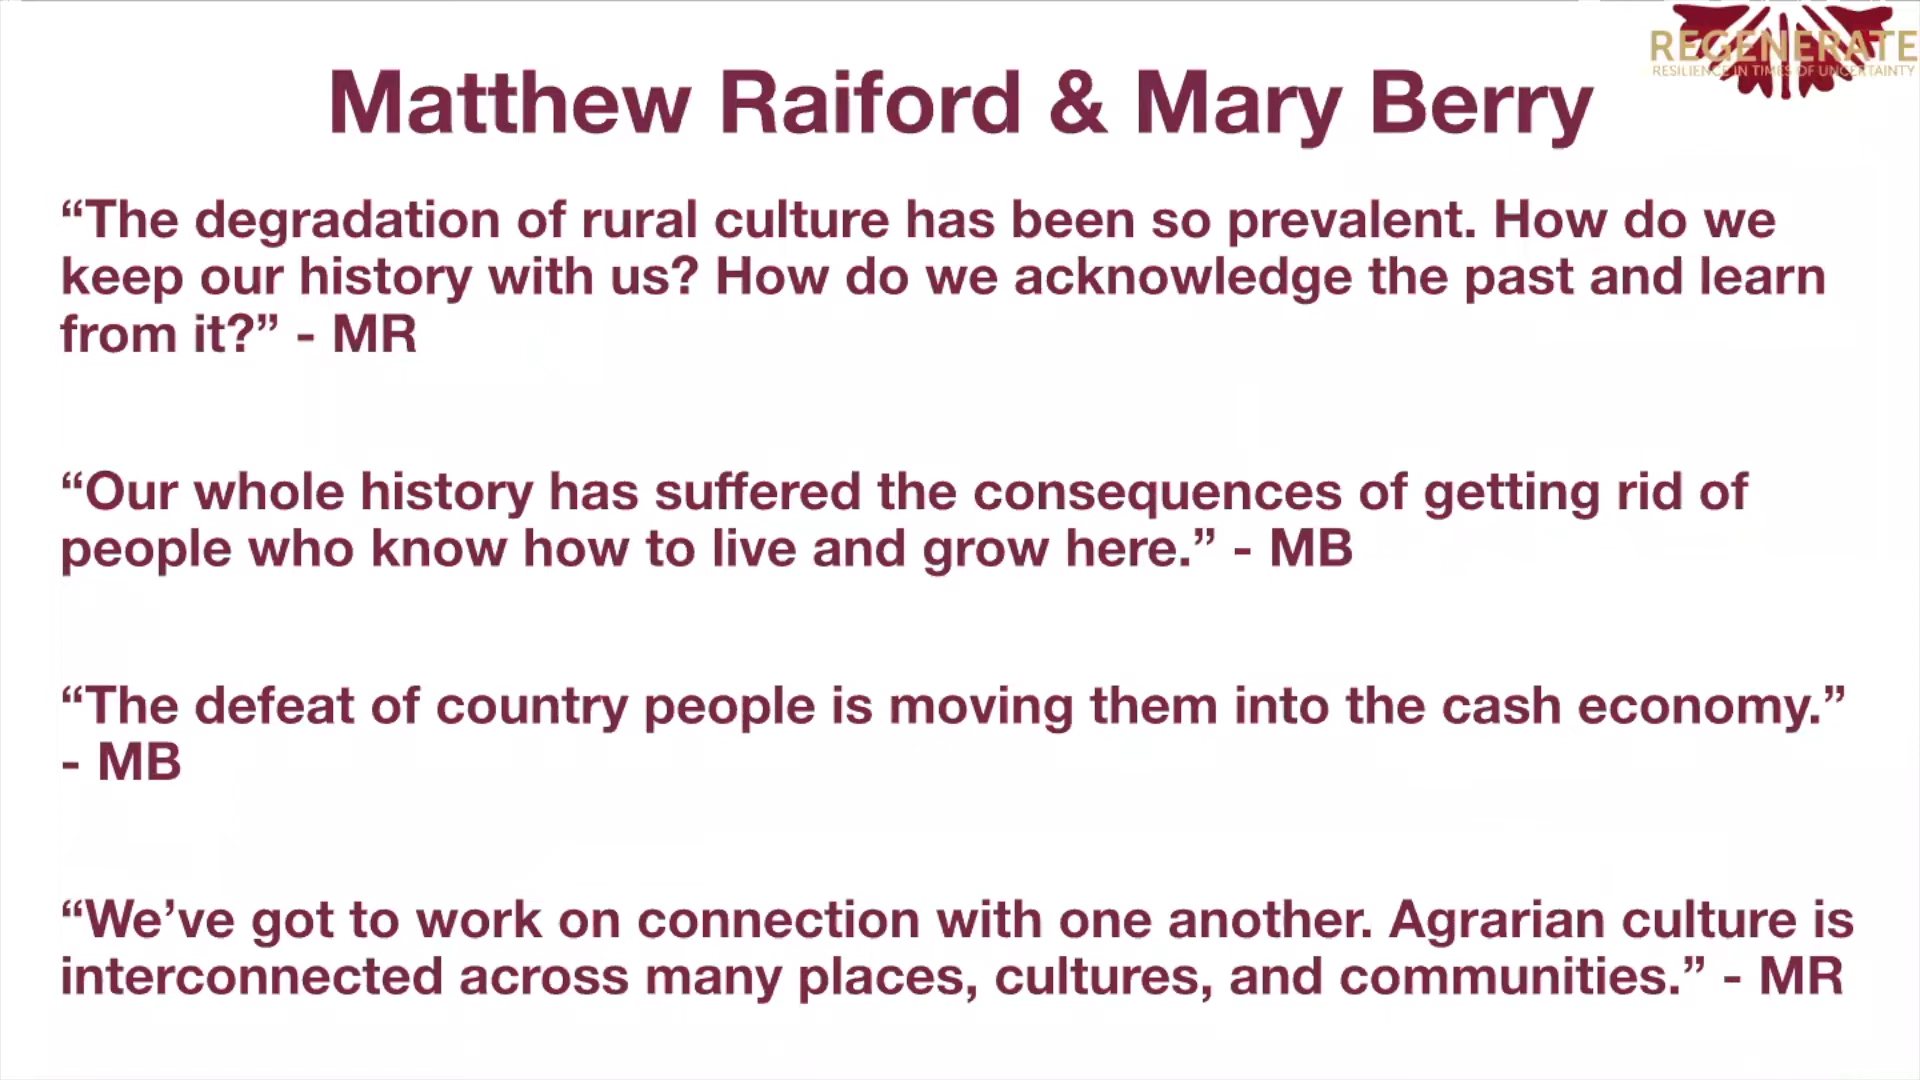 REGENERATE
RESILIENCE IN TIMES OF UNCERTAINTY
Matthew Raiford & Mary Berry
“The degradation of rural culture has been so prevalent. How do we
keep our history with us? How do we acknowledge the past and learn
from it?” - MR
“Our whole history has suffered the consequences of getting rid of
people who know how to live and grow here.” - MB
“The defeat of country people is moving them into the cash economy.”
- MB
“We’ve got to work on connection with one another. Agrarian culture is
interconnected across many places, cultures, and communities.” - MR